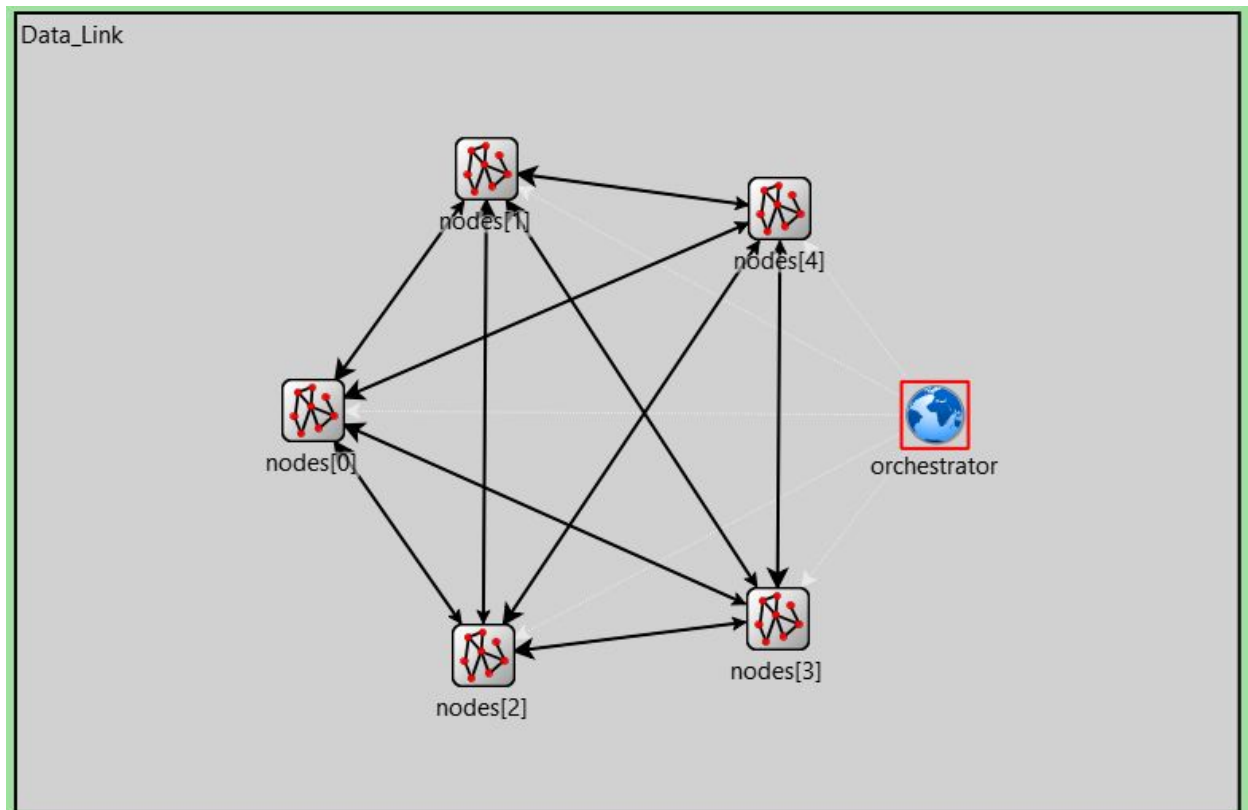 Data_Link
nodes[1]
nodes[4]
nodes[0]
orchestrator
nodes[3]
nodes[2]